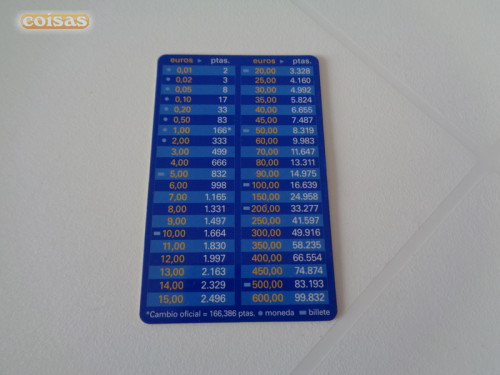 coisas
euros ▸ ptas. euros ▸ ptas.
0,01 2 20,00 3.328
0,02 3 25,00 4.160
0,05 8 30,00 4.992
0,10 17 35,00 5.824
0,20 33 40,00 6.655
0,50 83 45,00 7.487
1,00 166* 50,00 8.319
2,00 333 60,00 9.983
3,00 499 70,00 11.647
4,00 666 80,00 13.311
5,00 832 90,00 14.975
6,00 998 100,00 16.639
7,00 1.165 150,00 24.958
8,00 1.331 200,00 33.277
9,00 1.497 250,00 41.597
10,00 1.664 300,00 49.916
11,00 1.830 350,00 58.235
12,00 1.997 400,00 66.554
13,00 2.163 450,00 74.874
14,00 2.329 500,00 83.193
15,00 2.496 600,00 99.832
*Cambio oficial = 166,386 ptas. moneda billete